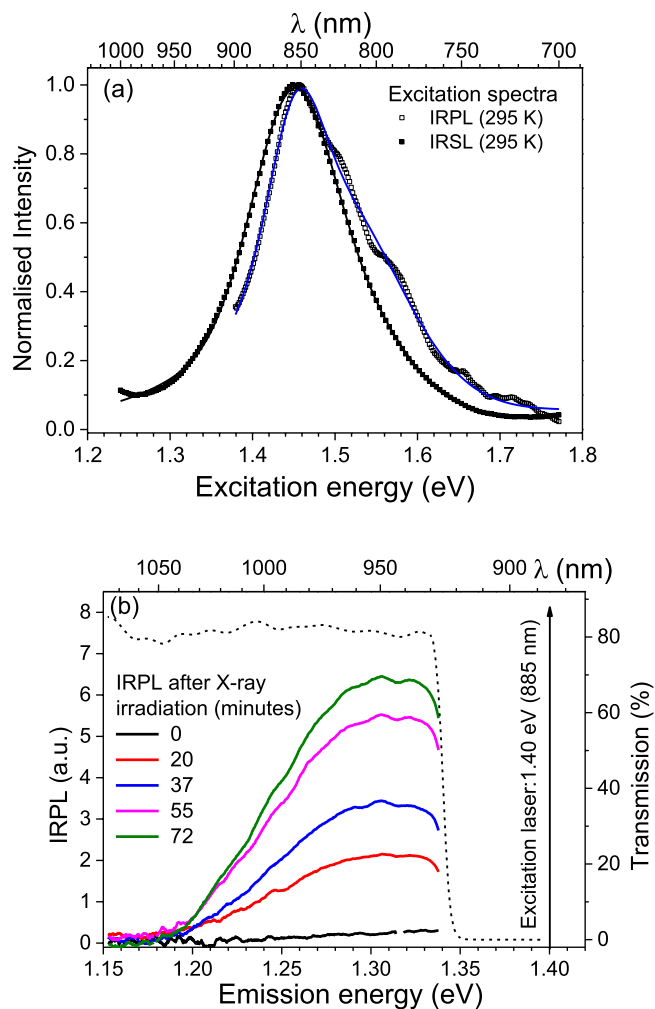 λ (nm)
1000 950 900 850 800 750 700
(a)
Excitation spectra
IRPL (295 K)
IRSL (295 K)
Normalised Intensity
1.0
0.8
0.6
0.4
0.2
0.0
1.2 1.3 1.4 1.5 1.6 1.7 1.8
Excitation energy (eV)
1050 1000 950 900 λ (nm)
(b)
IRPL after X-ray
irradiation (minutes)
0
20
37
55
72
IRPL (a.u.)
8
7
6
5
4
3
2
1
0
Excitation laser:1.40 eV (885 nm)
80
60
40
20
0
Transmission (%)
1.15 1.20 1.25 1.30 1.35 1.40
Emission energy (eV)